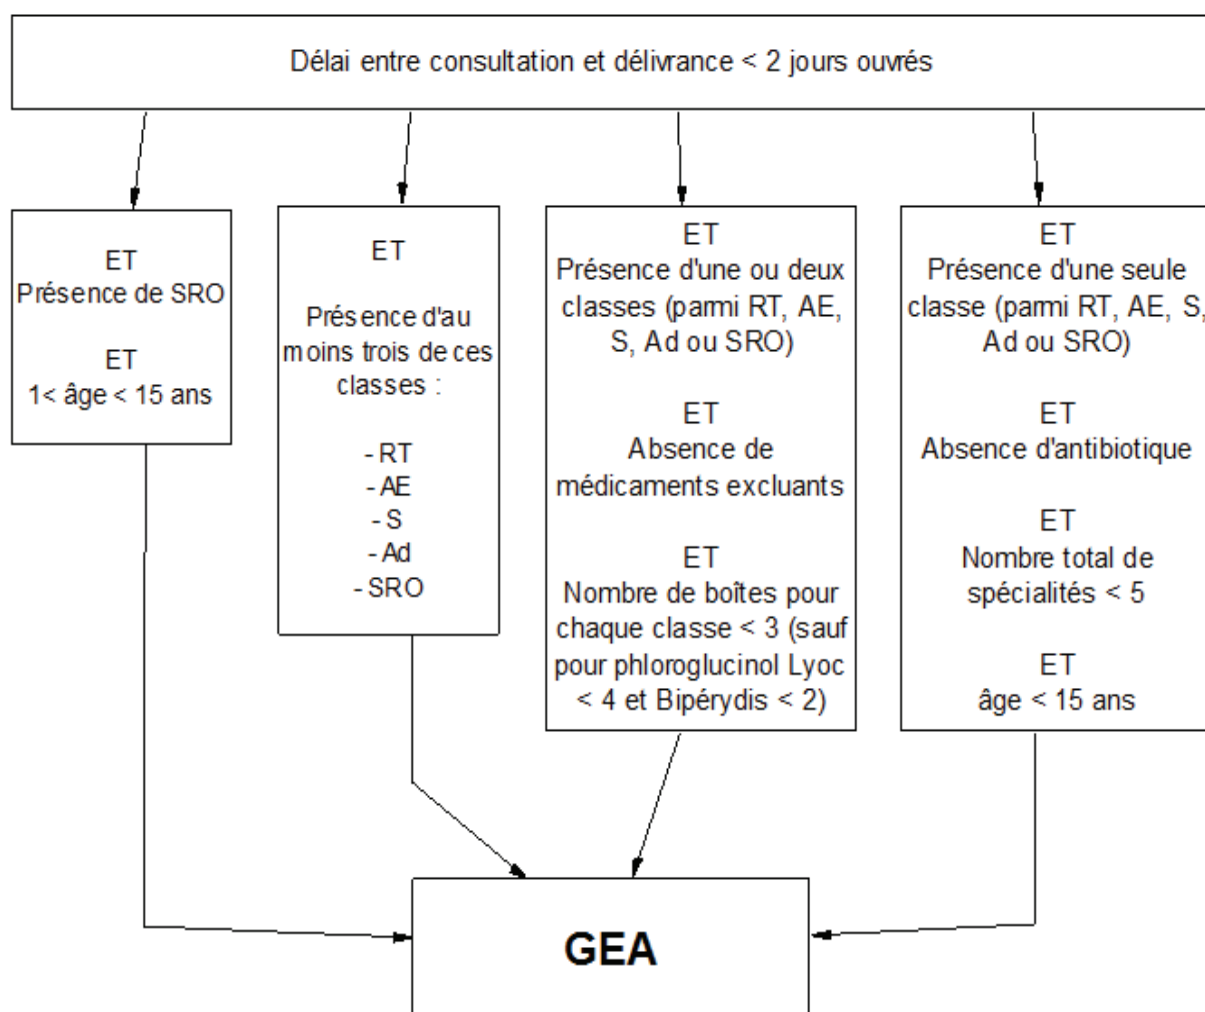 Délai entre consultation et délivrance < 2 jours ouvrés
ET
Présence de SRO
ET
1< âge < 15 ans
ET
Présence d'au
moins trois de ces
classes :
- RT
- AE
- S
- Ad
- SRO
ET
Présence d'une ou deux
classes (parmi RT, AE,
S, Ad ou SRO)
ET
Absence de
médicaments excluants
ET
Nombre de boîtes pour
chaque classe < 3 (sauf
pour phloroglucinol Lyoc
< 4 et Bipérydis < 2)
ET
Présence d'une seule
classe (parmi RT, AE, S,
Ad ou SRO)
ET
Absence d'antibiotique
ET
Nombre total de
spécialités < 5
ET
âge < 15 ans
GEA